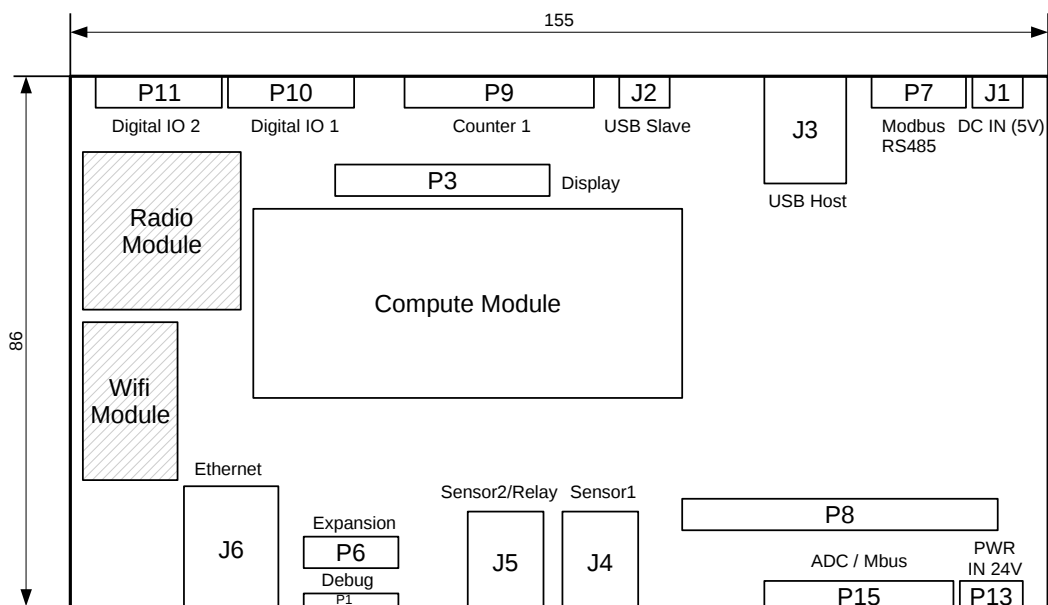 155
P11
P10
P9
J2
P7
J1
Digital IO 2
Digital IO 1
Counter 1
USB Slave
J3
Modbus
RS485
DC IN (5V)
P3
Display
USB Host
Radio
Module
Compute Module
86
Wifi
Module
Ethernet
Sensor2/Relay
Sensor1
P8
Expansion
P6
J6
J5
J4
ADC / Mbus
PWR
IN 24V
Debug
P1
P15
P13